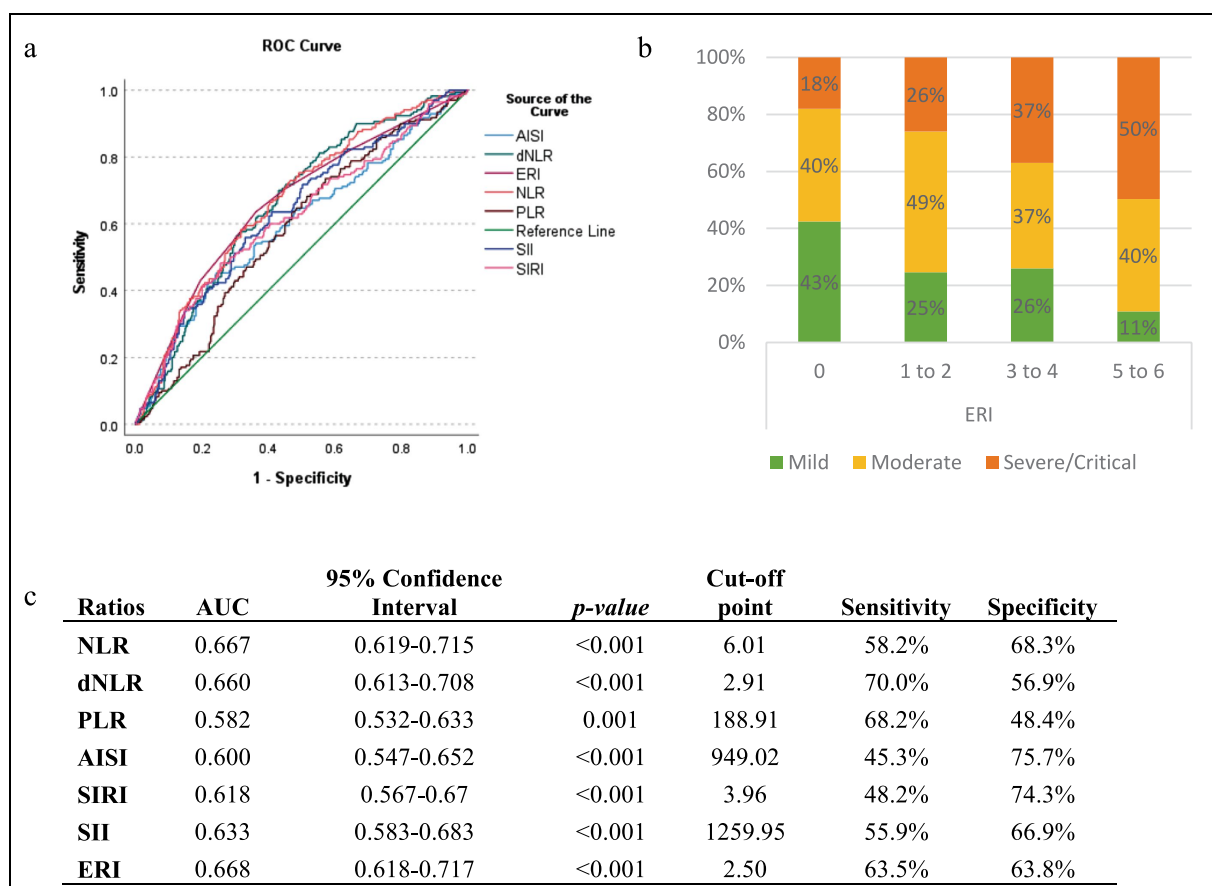 a
ROC Curve
1.0
0.8
0.6
0.4
0.2
0.0
Sensitivity
0.0 0.2 0.4 0.6 0.8 1.0
1 - Specificity
Source of the
Curve
AISI
dNLR
ERI
NLR
PLR
Reference Line
SII
SIRI
b
100%
80%
60%
40%
20%
0%
18% 26% 37% 50%
40% 49% 37% 40%
43% 25% 26% 11%
0 1 to 2 3 to 4 5 to 6
ERI
Mild Moderate Severe/Critical
c
95% Confidence Cut-off
Ratios AUC Interval p-value point Sensitivity Specificity
NLR 0.667 0.619-0.715 <0.001 6.01 58.2% 68.3%
dNLR 0.660 0.613-0.708 <0.001 2.91 70.0% 56.9%
PLR 0.582 0.532-0.633 0.001 188.91 68.2% 48.4%
AISI 0.600 0.547-0.652 <0.001 949.02 45.3% 75.7%
SIRI 0.618 0.567-0.67 <0.001 3.96 48.2% 74.3%
SII 0.633 0.583-0.683 <0.001 1259.95 55.9% 66.9%
ERI 0.668 0.618-0.717 <0.001 2.50 63.5% 63.8%